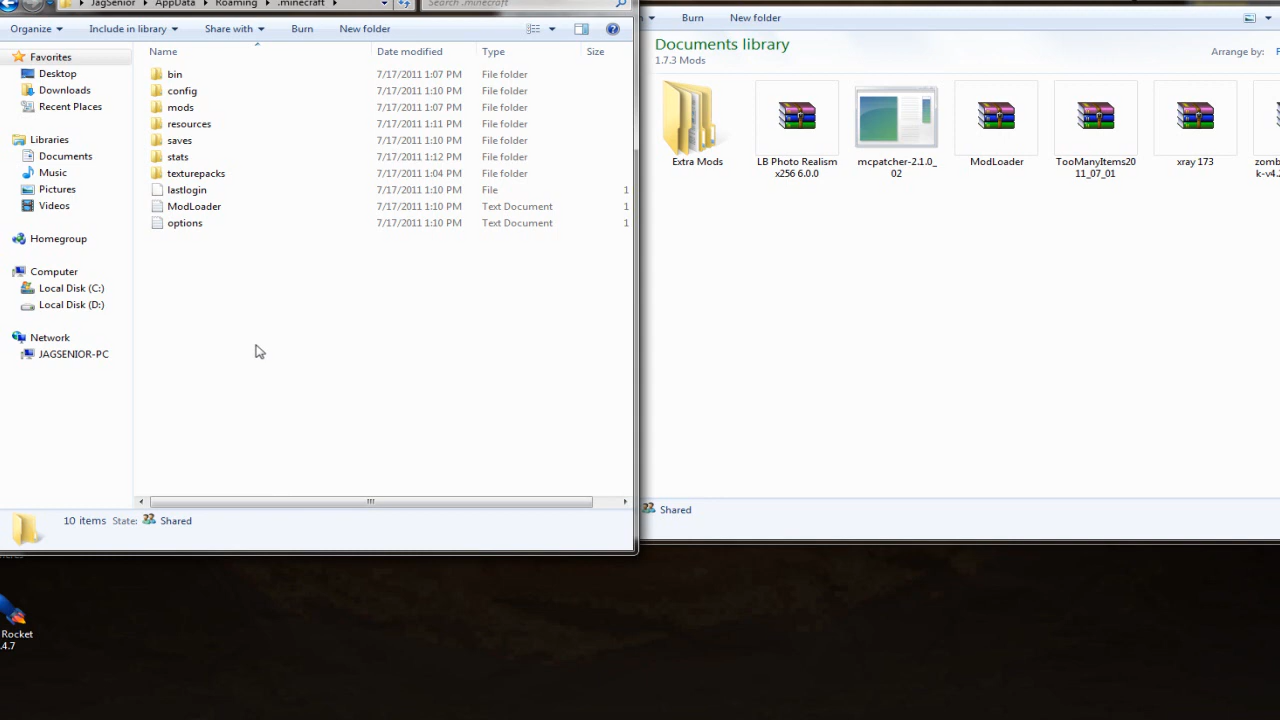 JagSenior AppData Roaming .minecraft Search .minecraft
Organize Include in library Share with Burn New folder
Name Date modified Type Size
Favorites
Desktop
Downloads
Recent Places
Libraries
Documents
Music
Pictures
Videos
Homegroup
Computer
Local Disk (C:)
Local Disk (D:)
Network
JAGSENIOR-PC
bin 7/17/2011 1:07 PM File folder
config 7/17/2011 1:10 PM File folder
mods 7/17/2011 1:07 PM File folder
resources 7/17/2011 1:11 PM File folder
saves 7/17/2011 1:10 PM File folder
stats 7/17/2011 1:12 PM File folder
texturepacks 7/17/2011 1:04 PM File folder
lastlogin 7/17/2011 1:10 PM File 1
ModLoader 7/17/2011 1:10 PM Text Document 1
options 7/17/2011 1:10 PM Text Document 1
10 items State: Shared
Burn New folder
Documents library
1.7.3 Mods
Arrange by: F
Extra Mods
LB Photo Realism
x256 6.0.0
mcpatcher-2.1.0_
02
ModLoader
TooManyItems20
11_07_01
xray 173
zomb
k-v4.
Shared
Rocket
.4.7